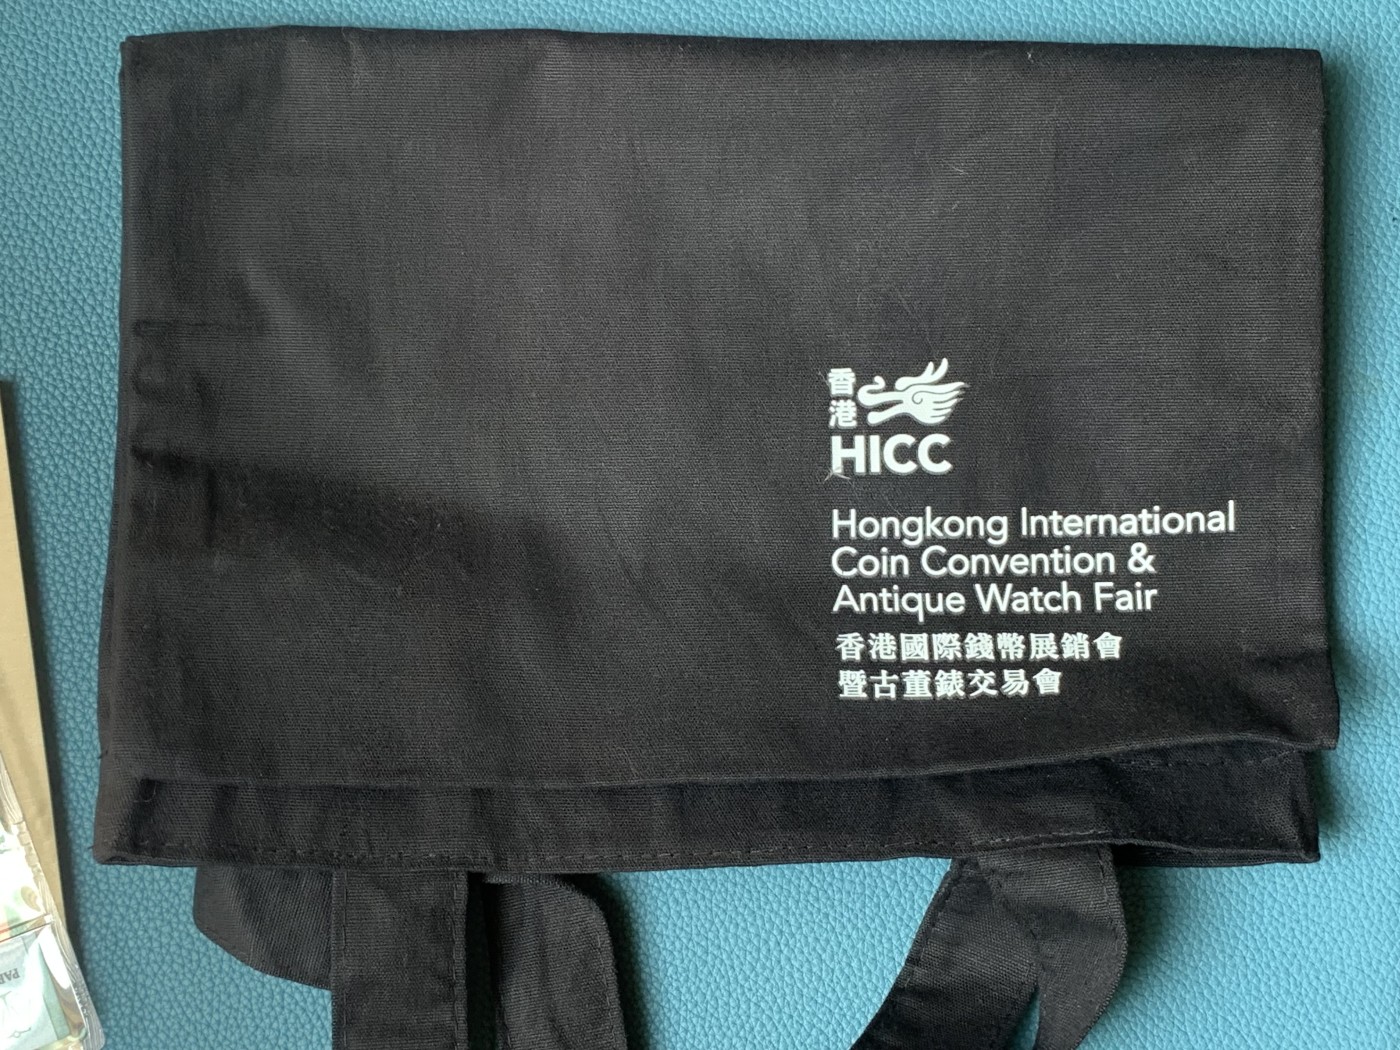 香
港
HICC
Hongkong International
Coin Convention &
Antique Watch Fair
香港國際錢幣展銷會
暨古董錶交易會